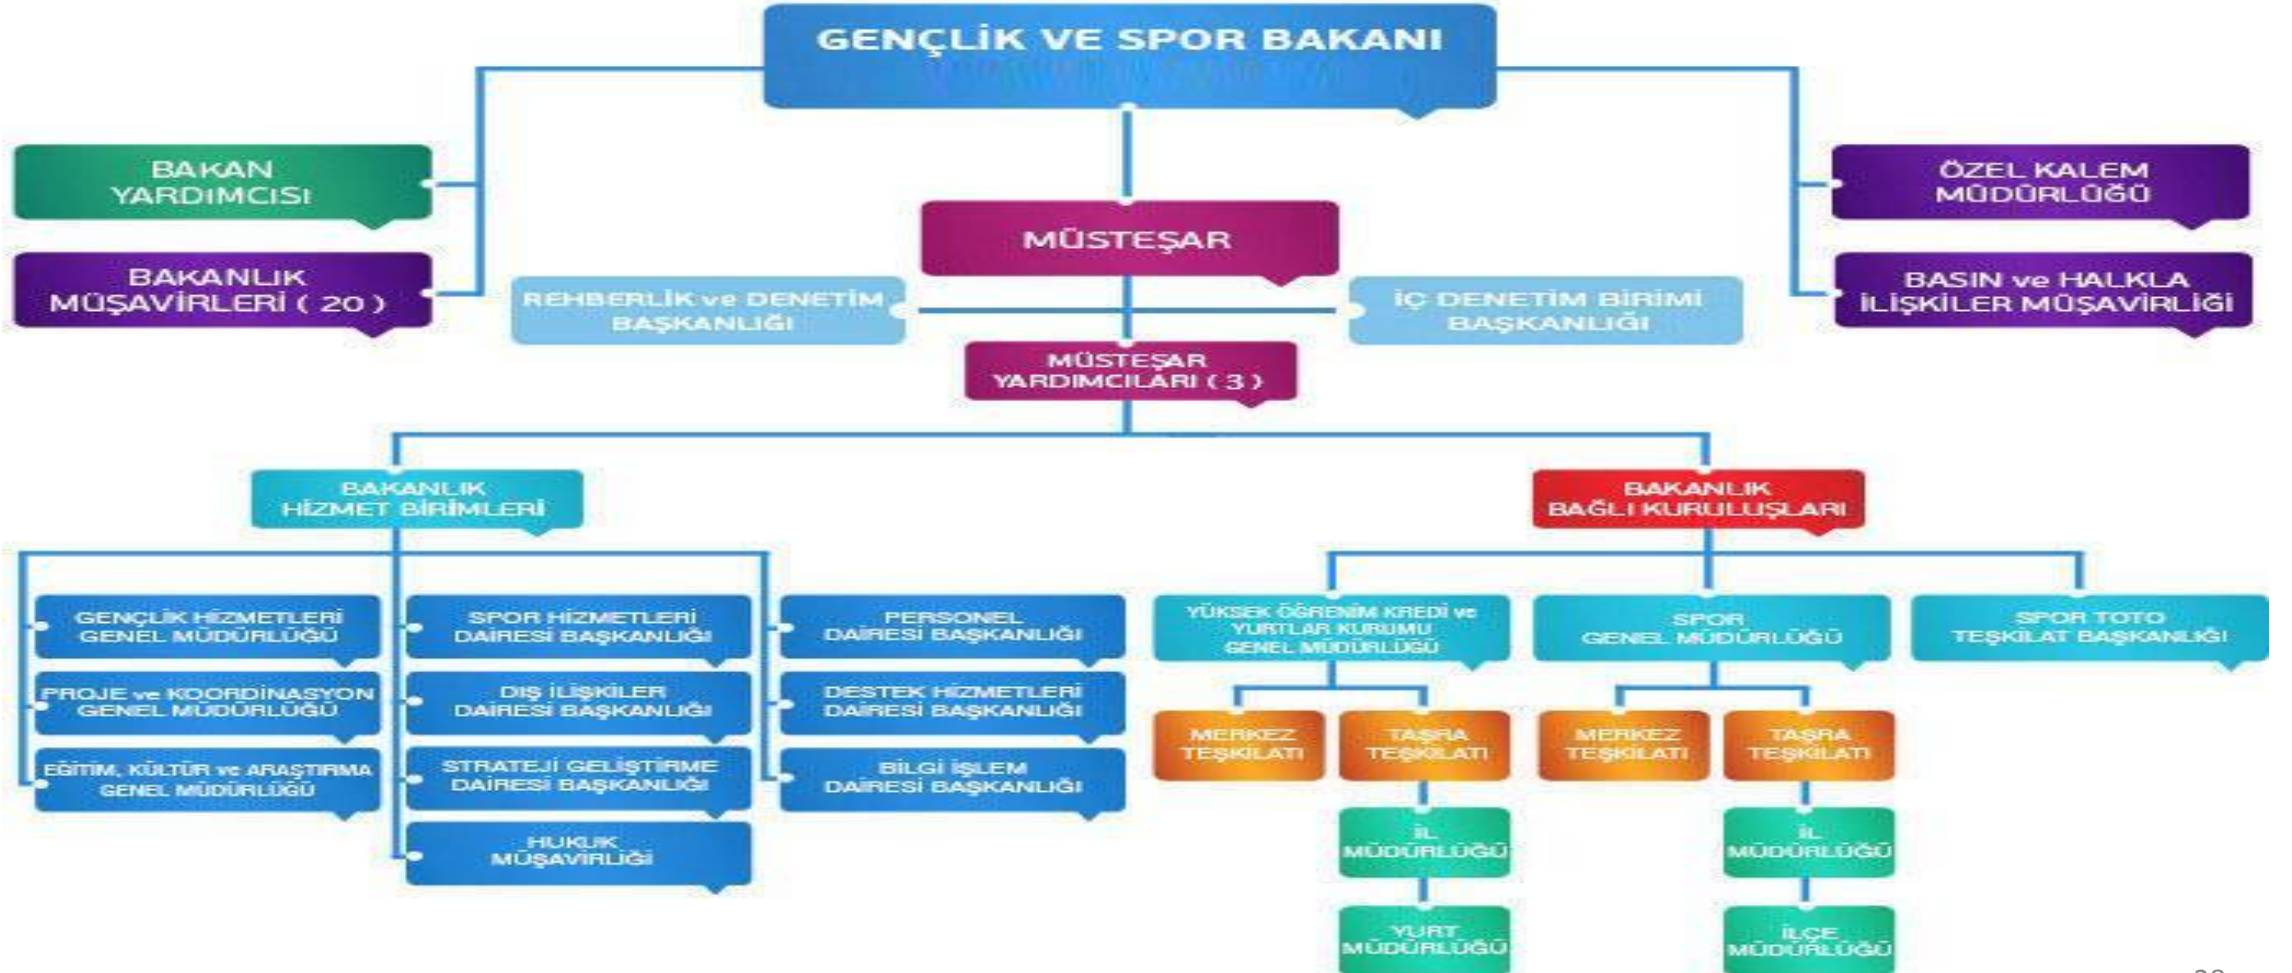 GENÇLİK VE SPOR BAKANI
BAKAN
YARDIMCISI
ÖZEL KALEM
MÜDÜRLÜĞÜ
MÜSTEŞAR
BAKANLIK
MÜŞAVİRLERİ ( 20 )
BASIN ve HALKLA
İLİŞKİLER MÜŞAVİRLİĞİ
REHBERLİK ve DENETİM
BAŞKANLIĞI
İÇ DENETİM BİRİMİ
BAŞKANLIĞI
MÜSTEŞAR
YARDIMCILARI ( 3 )
BAKANLIK
HİZMET BİRİMLERİ
BAKANLIK
BAĞLI KURULUŞLARI
GENÇLİK HİZMETLERİ
GENEL MÜDÜRLÜĞÜ
SPOR HİZMETLERİ
DAİRESİ BAŞKANLIĞI
PERSONEL
DAİRESİ BAŞKANLIĞI
PROJE ve KOORDİNASYON
GENEL MÜDÜRLÜĞÜ
DIŞ İLİŞKİLER
DAİRESİ BAŞKANLIĞI
DESTEK HİZMETLERİ
DAİRESİ BAŞKANLIĞI
EĞİTİM, KÜLTÜR ve ARAŞTIRMA
GENEL MÜDÜRLÜĞÜ
STRATEJİ GELİŞTİRME
DAİRESİ BAŞKANLIĞI
BİLGİ İŞLEM
DAİRESİ BAŞKANLIĞI
HUKUK
MÜŞAVİRLİĞİ
YÜKSEK ÖĞRENİM KREDİ ve
YURTLAR KURUMU
GENEL MÜDÜRLÜĞÜ
SPOR
GENEL MÜDÜRLÜĞÜ
SPOR TOTO
TEŞKİLAT BAŞKANLIĞI
MERKEZ
TEŞKİLATI
TAŞRA
TEŞKİLATI
MERKEZ
TEŞKİLATI
TAŞRA
TEŞKİLATI
İL
MÜDÜRLÜĞÜ
İL
MÜDÜRLÜĞÜ
YURT
MÜDÜRLÜĞÜ
İLÇE
MÜDÜRLÜĞÜ